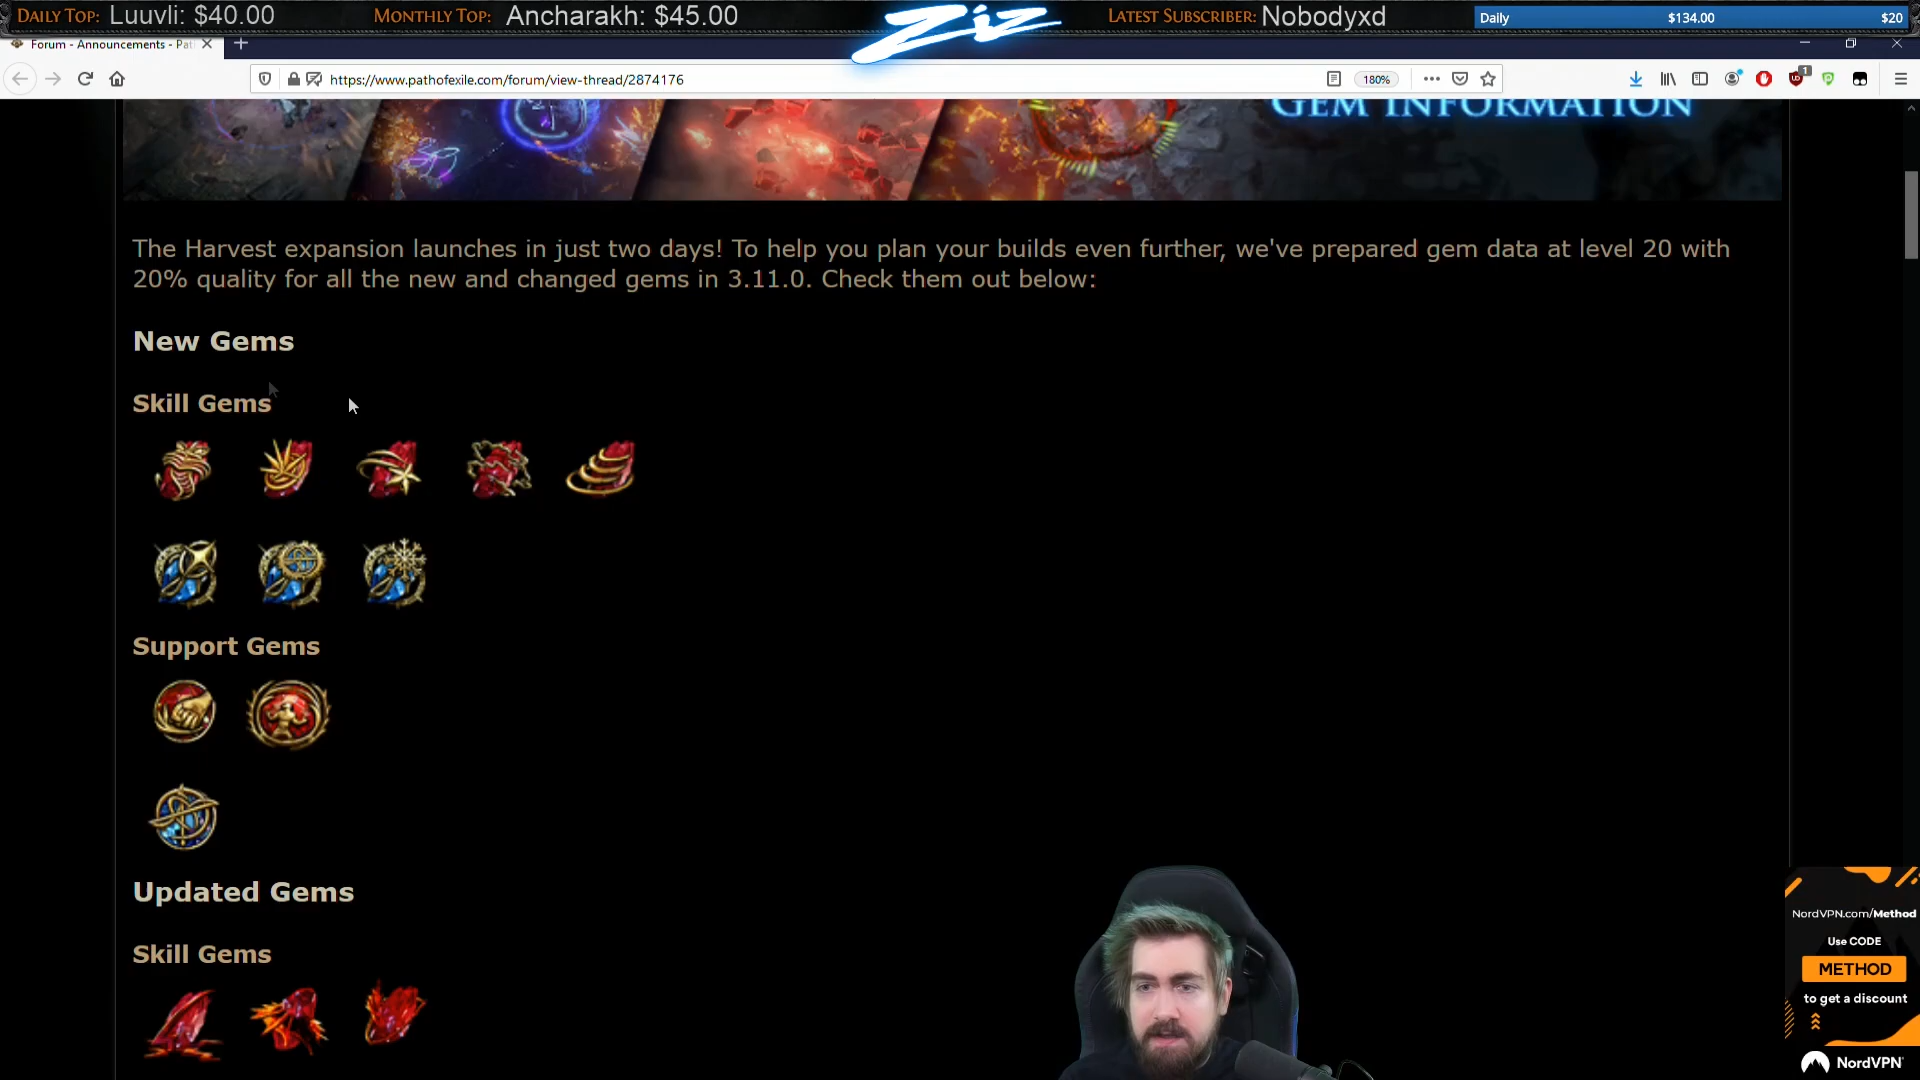 DAILY TOP: Luuvli: $40.00 MONTHLY TOP: Ancharakh: $45.00 Ziz LATEST SUBSCRIBER: Nobodyxd Daily $134.00 $20
Forum - Announcements - Pat
https://www.pathofexile.com/forum/view-thread/2874176 180% 1
GEM INFORMATION
The Harvest expansion launches in just two days! To help you plan your builds even further, we've prepared gem data at level 20 with
20% quality for all the new and changed gems in 3.11.0. Check them out below:
New Gems
Skill Gems
Support Gems
Updated Gems
Skill Gems
NordVPN.com/Method
Use CODE
METHOD
to get a discount
NordVPN